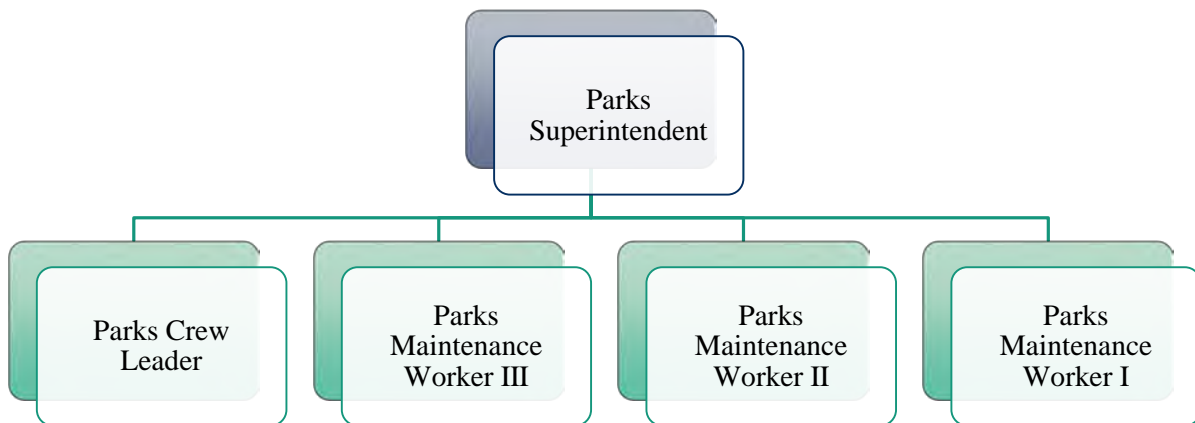 Parks
Superintendent
Parks Crew
Leader
Parks
Maintenance
Worker III
Parks
Maintenance
Worker II
Parks
Maintenance
Worker I